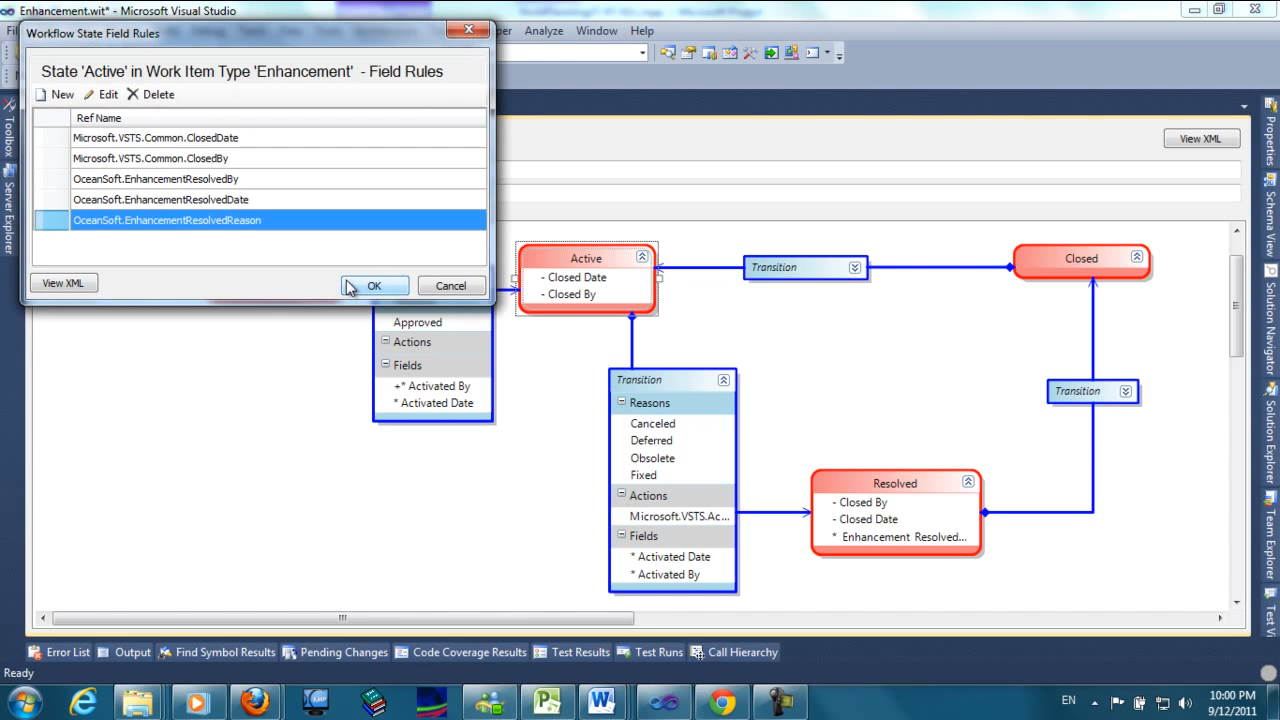 Enhancement.wit* - Microsoft Visual Studio
Workflow State Field Rules
Analyze Window Help
State 'Active' in Work Item Type 'Enhancement' - Field Rules
New Edit Delete
Ref Name
Microsoft.VSTS.Common.ClosedDate
Microsoft.VSTS.Common.ClosedBy
OceanSoft.EnhancementResolvedBy
OceanSoft.EnhancementResolvedDate
OceanSoft.EnhancementResolvedReason
View XML
OK
Cancel
View XML
Toolbox
Server Explorer
Properties
Schema View
Solution Navigator
Solution Explorer
Team Explorer
Active
- Closed Date
- Closed By
Transition
Closed
Approved
Actions
Fields
+* Activated By
* Activated Date
Transition
Reasons
Canceled
Deferred
Obsolete
Fixed
Actions
Microsoft.VSTS.Ac...
Fields
* Activated Date
* Activated By
Transition
Resolved
- Closed By
- Closed Date
* Enhancement Resolved...
Error List Output Find Symbol Results Pending Changes Code Coverage Results Test Results Test Runs Call Hierarchy
Ready
EN
10:00 PM
9/12/2011